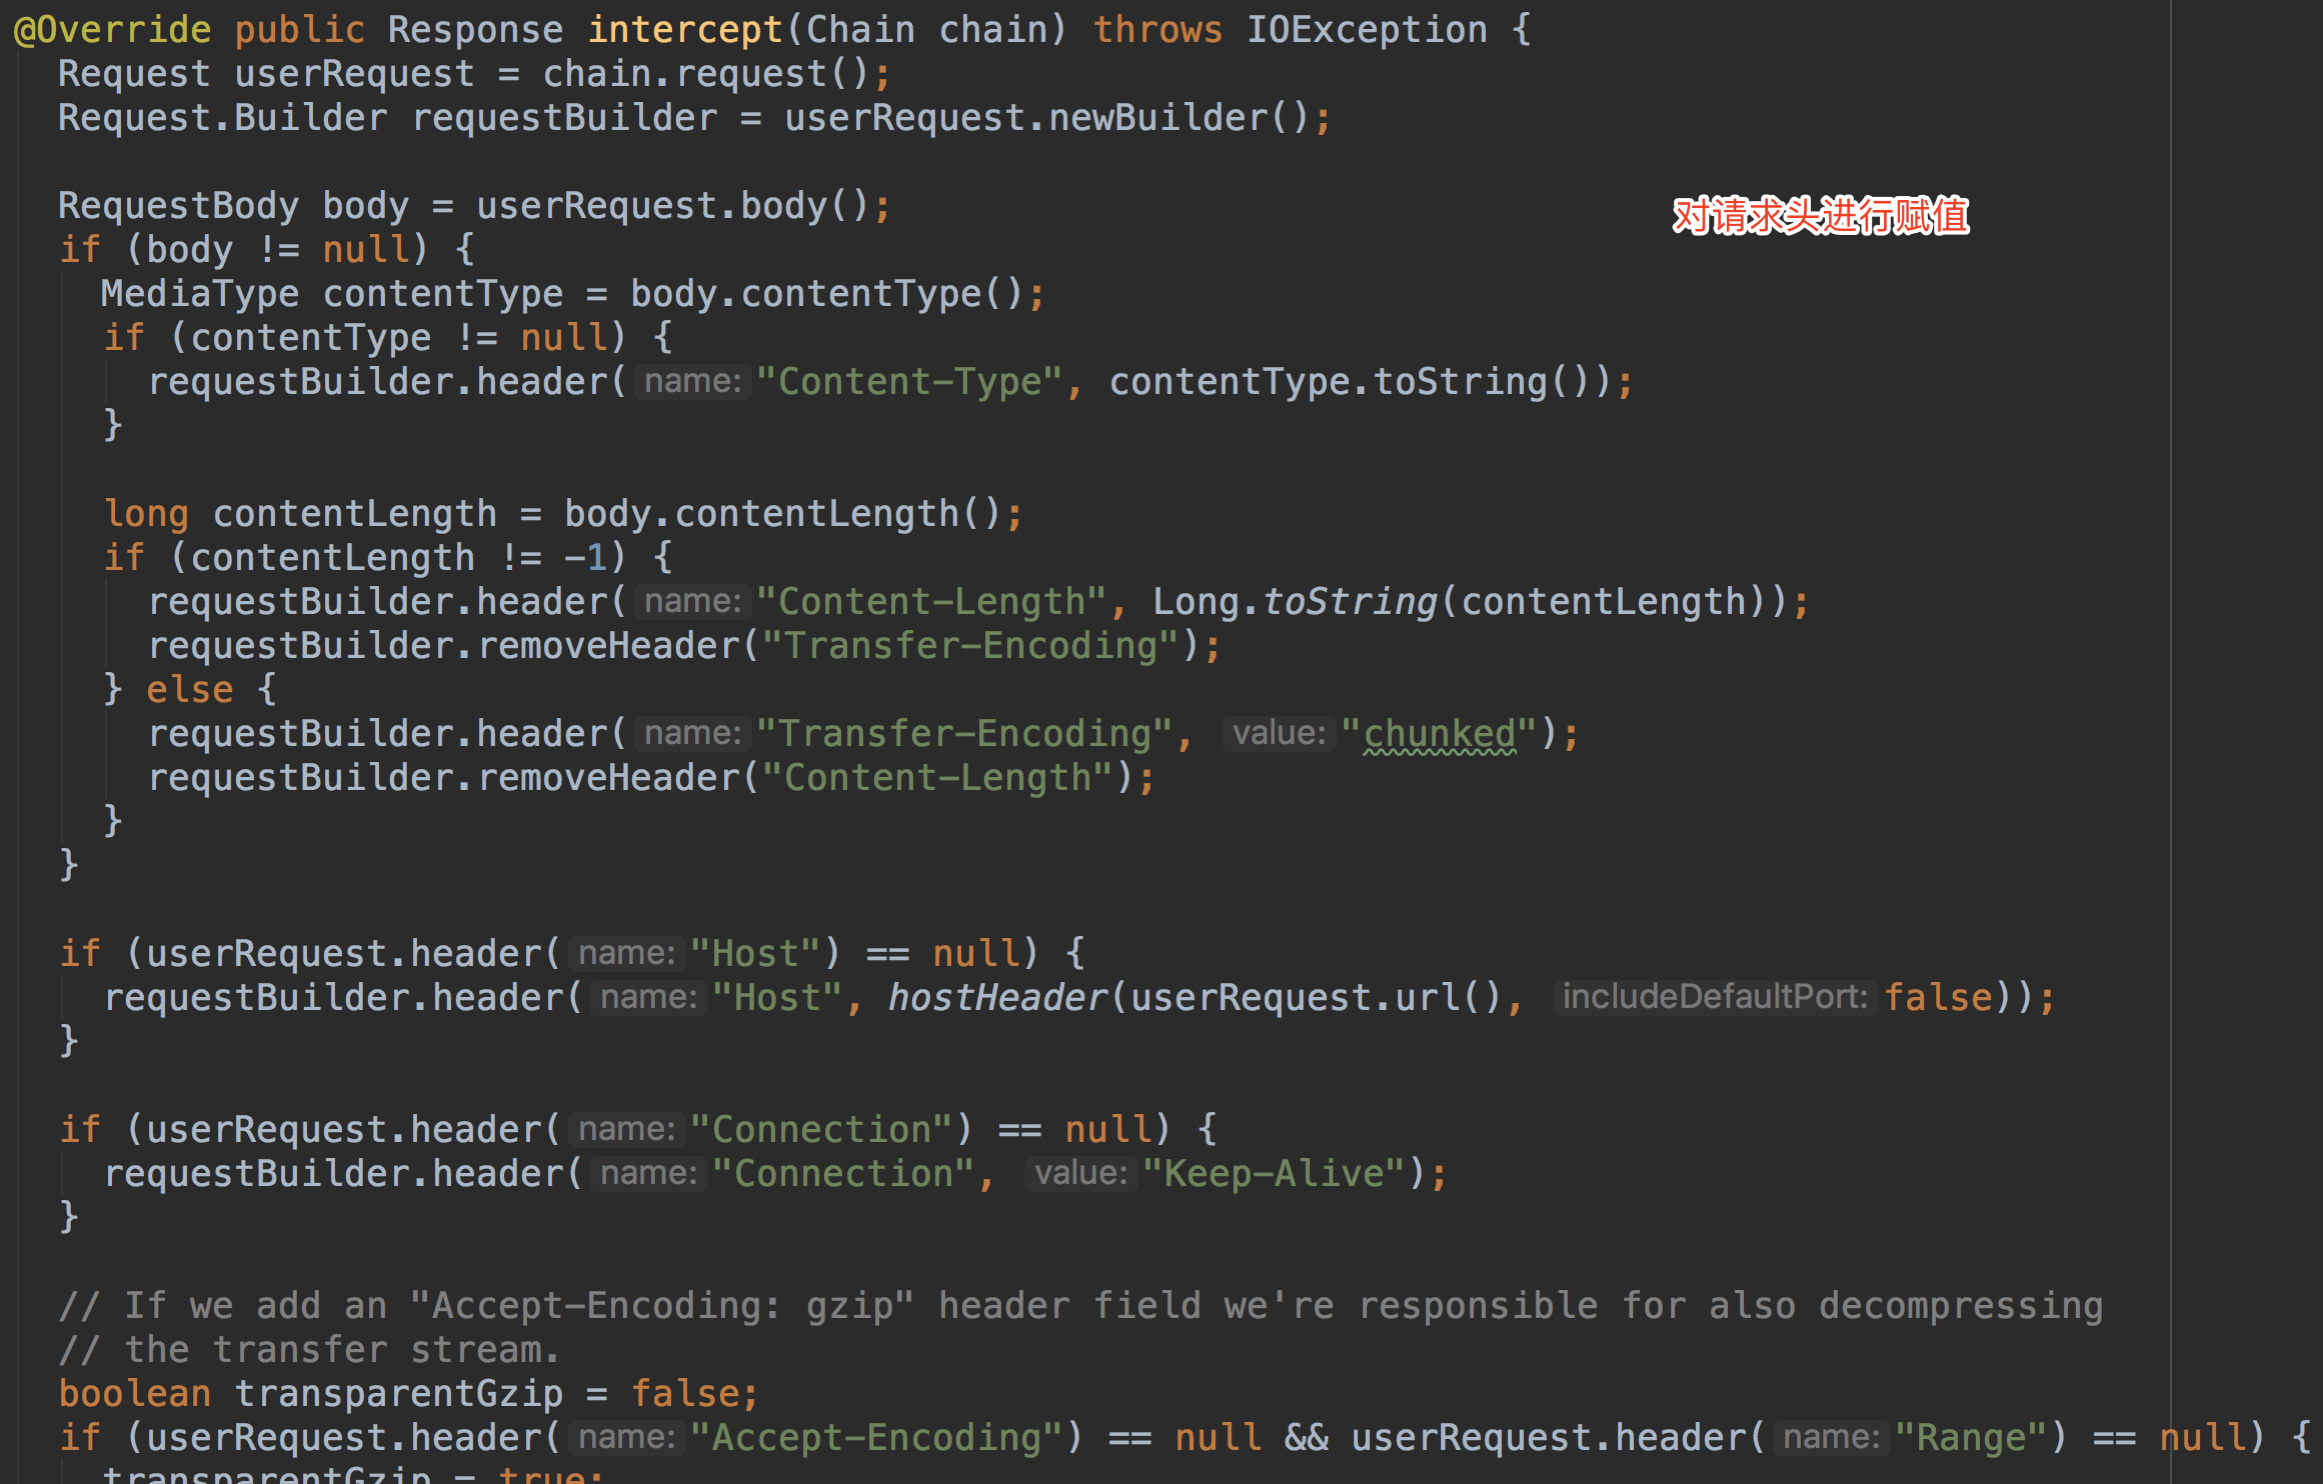 @Override public Response intercept(Chain chain) throws IOException {
Request userRequest = chain.request();
Request.Builder requestBuilder = userRequest.newBuilder();
RequestBody body = userRequest.body();
对请求头进行赋值
if (body != null) {
MediaType contentType = body.contentType();
if (contentType != null) {
requestBuilder.header( name: "Content-Type", contentType.toString());
}
long contentLength = body.contentLength();
if (contentLength != -1) {
requestBuilder.header( name: "Content-Length", Long.toString(contentLength));
requestBuilder.removeHeader("Transfer-Encoding");
} else {
requestBuilder.header( name: "Transfer-Encoding", value: "chunked");
requestBuilder.removeHeader("Content-Length");
}
}
if (userRequest.header( name: "Host") == null) {
requestBuilder.header( name: "Host", hostHeader(userRequest.url(), includeDefaultPort: false));
}
if (userRequest.header( name: "Connection") == null) {
requestBuilder.header( name: "Connection", value: "Keep-Alive");
}
// If we add an "Accept-Encoding: gzip" header field we're responsible for also decompressing
// the transfer stream.
boolean transparentGzip = false;
if (userRequest.header( name: "Accept-Encoding") == null && userRequest.header( name: "Range") == null) {
transparentGzip = true;